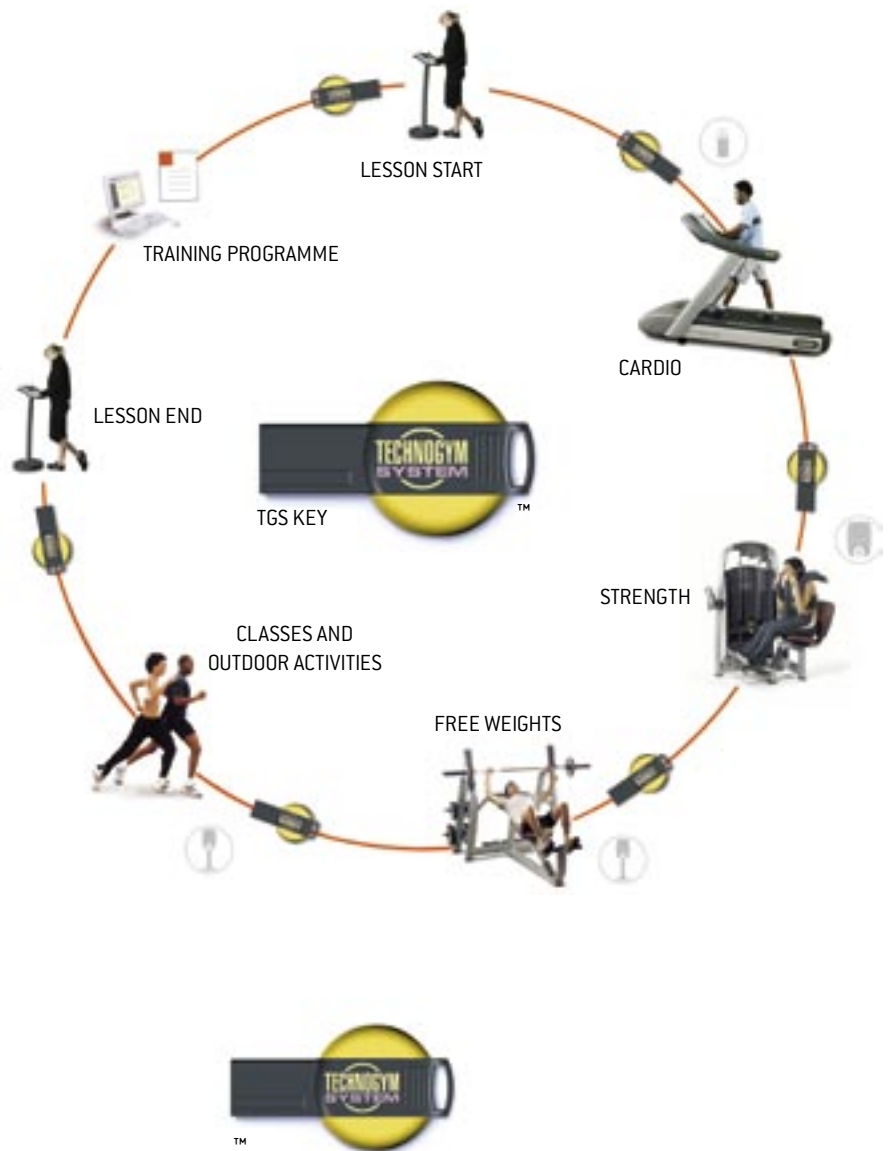 LESSON START
TRAINING PROGRAMME
CARDIO
LESSON END
TECHNOGYM
SYSTEM
™
TGS KEY
STRENGTH
CLASSES AND
OUTDOOR ACTIVITIES
FREE WEIGHTS
TECHNOGYM
SYSTEM
™